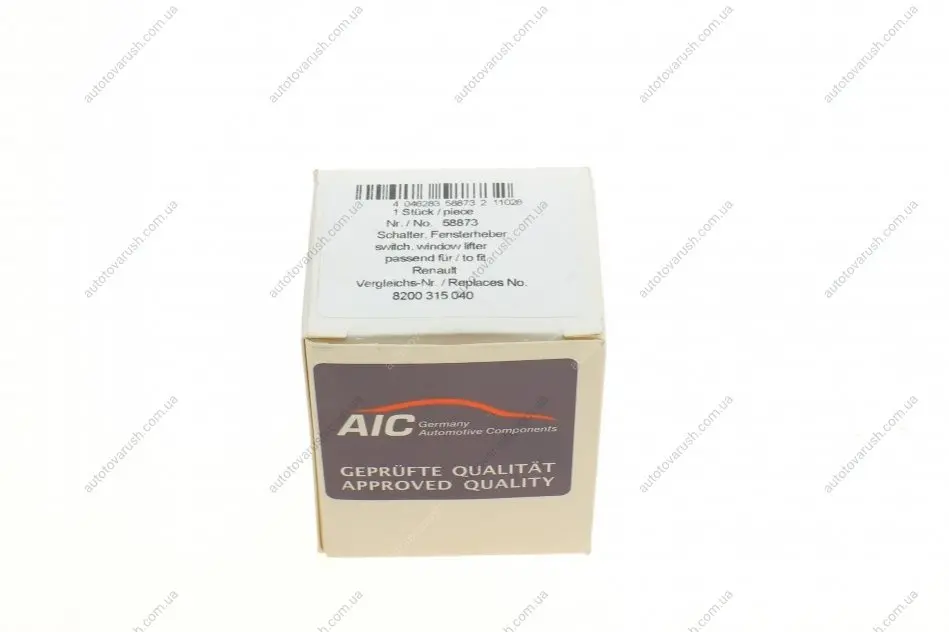 4 046283 58873 2 11028
1 Stück / piece
Nr. / No. 58873
Schalter, Fensterheber
switch, window lifter
passend für / to fit
Renault
Vergleichs-Nr. / Replaces No.
8200 315 040
AIC Germany
Automotive Components
GEPRÜFTE QUALITÄT
APPROVED QUALITY
autotovarush.com.ua